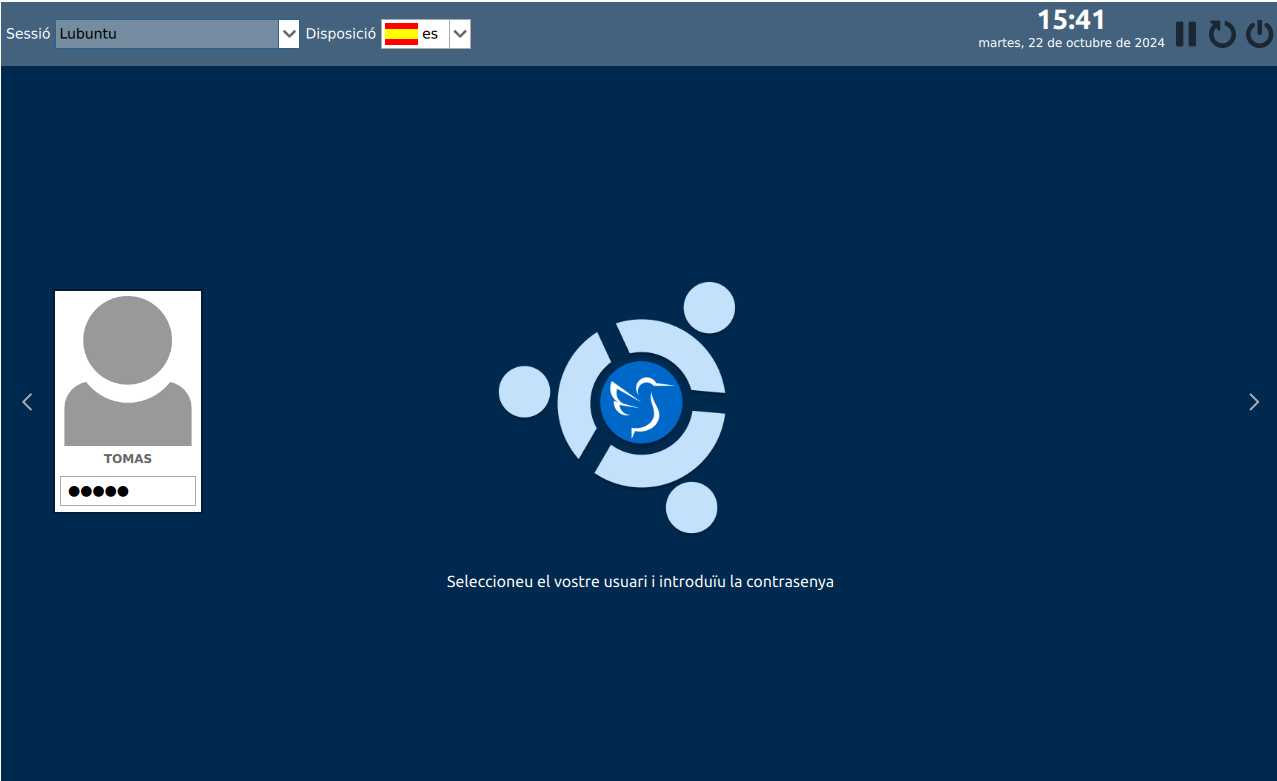 Sessió Lubuntu Disposició es
15:41
martes, 22 de octubre de 2024
TOMAS
●●●●●
Seleccioneu el vostre usuari i introduïu la contrasenya